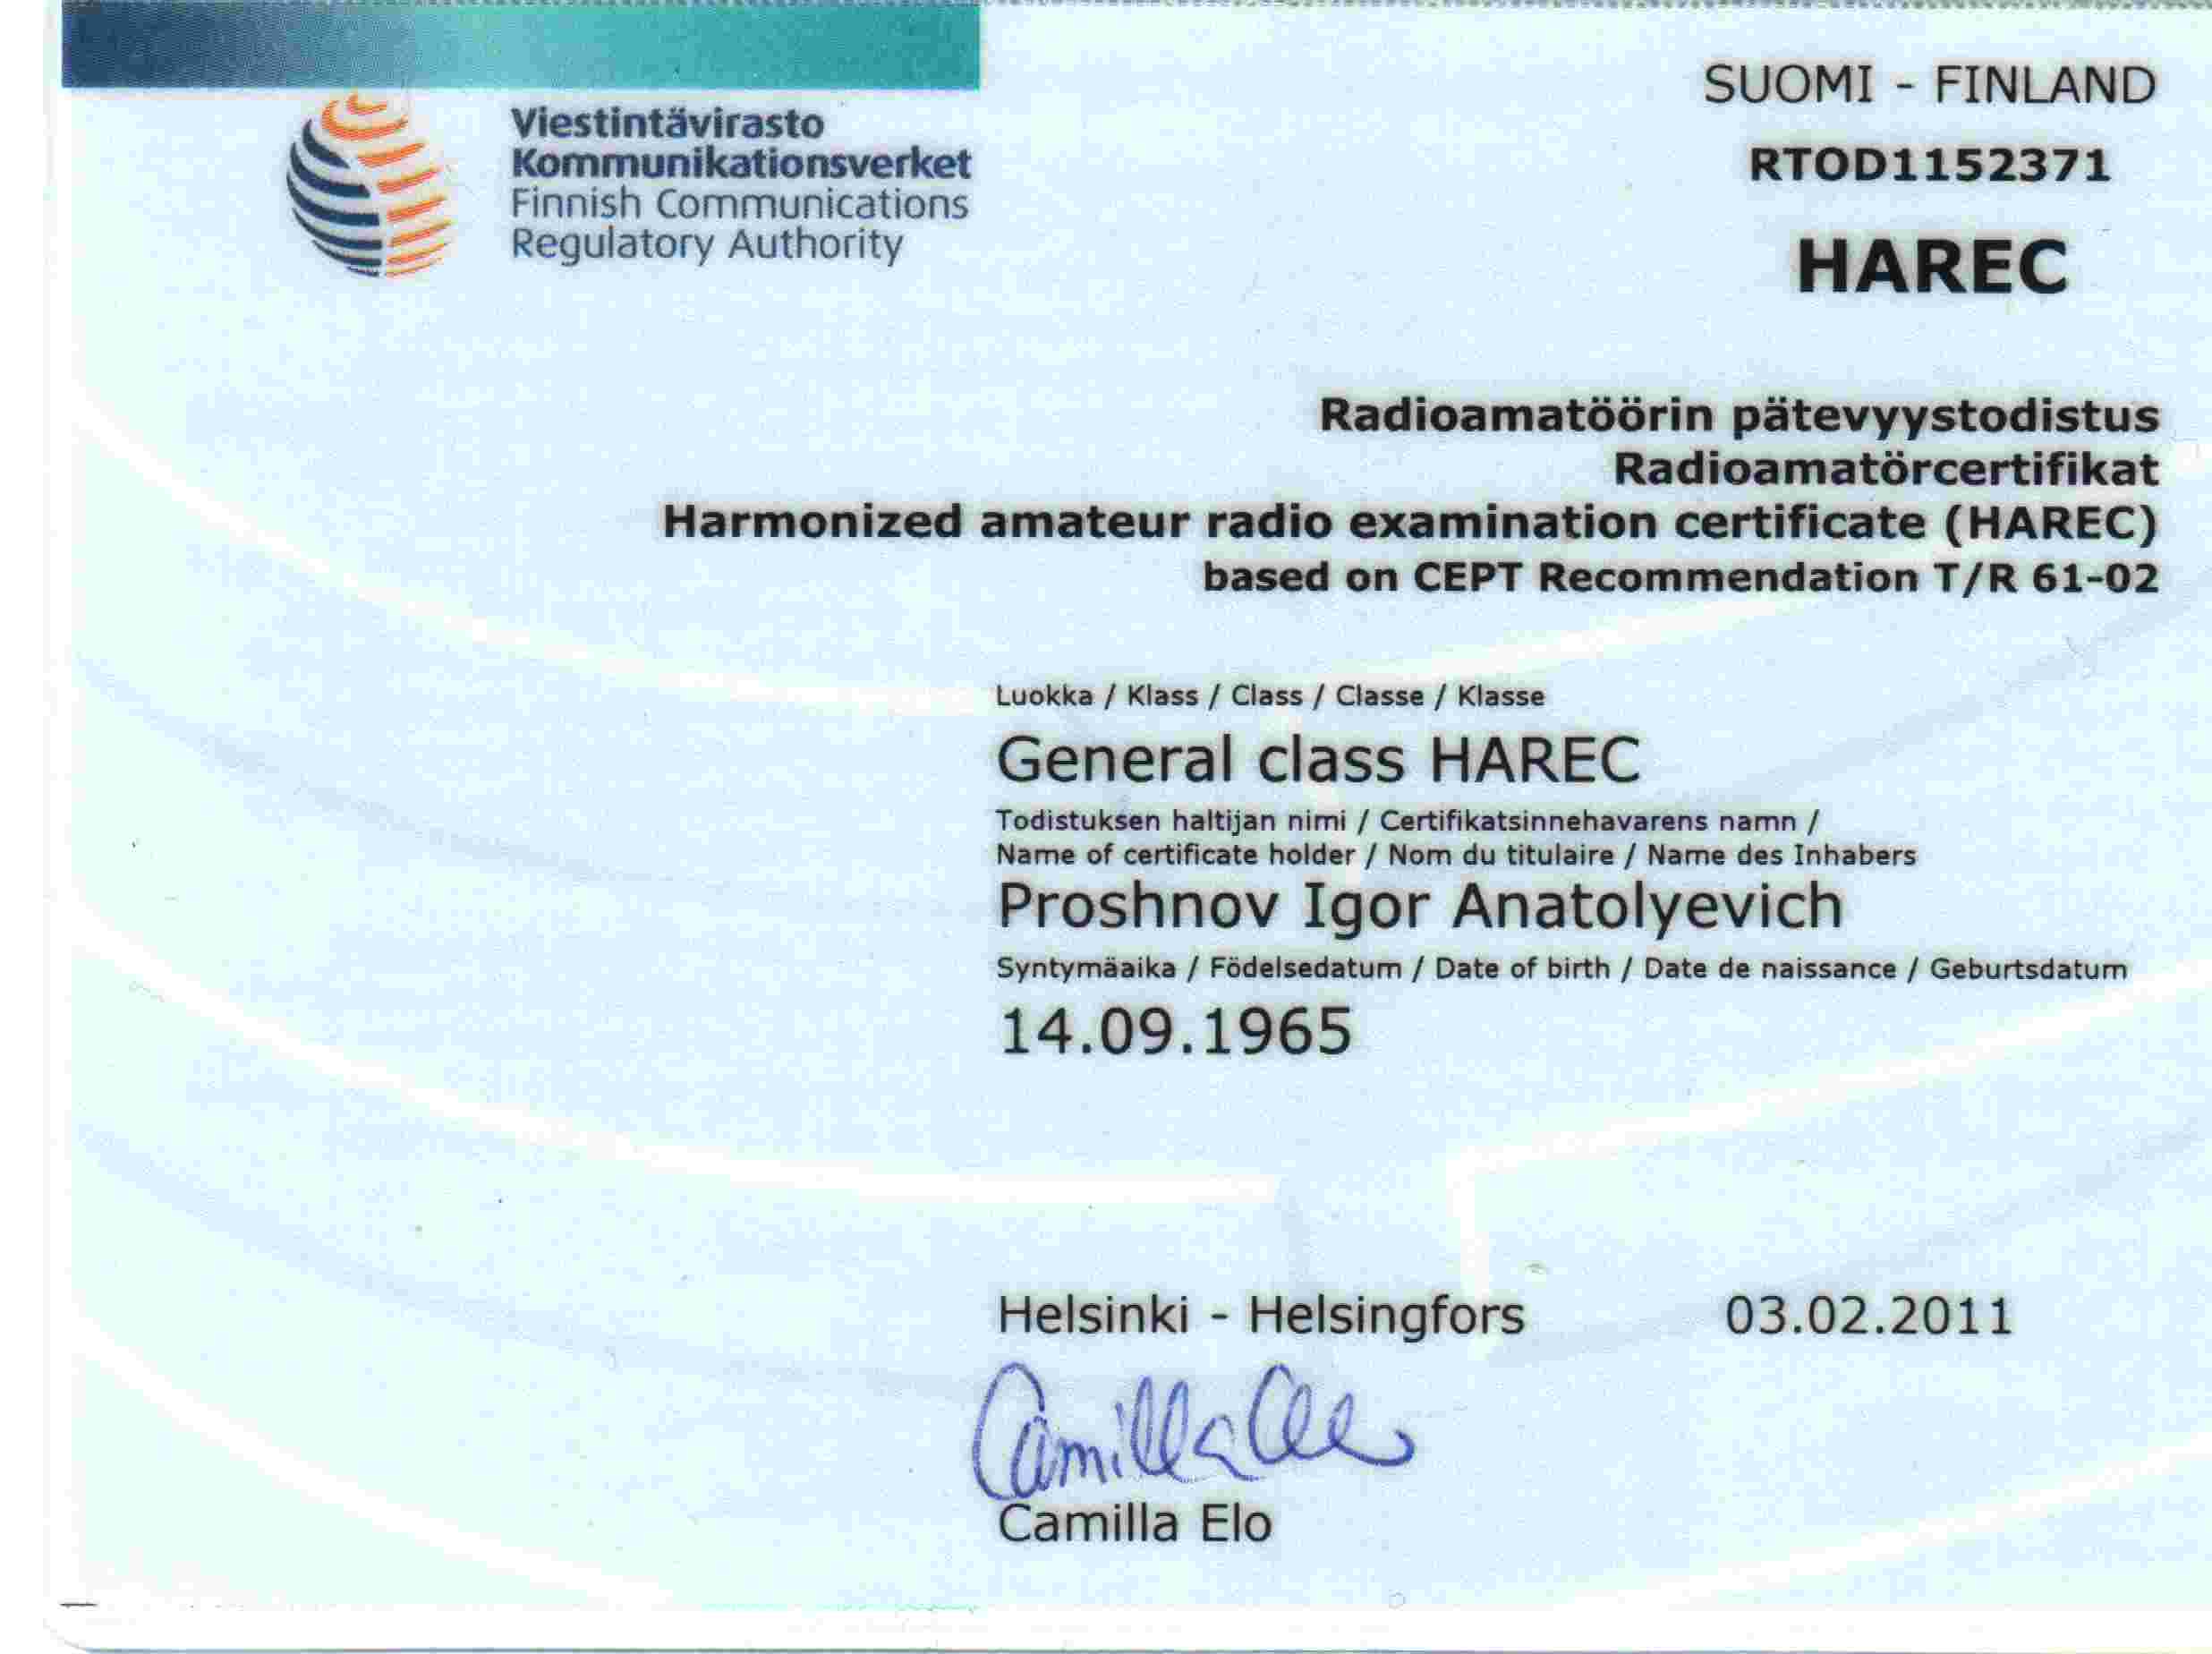 Viestintävirasto
Kommunikationsverket
Finnish Communications
Regulatory Authority
SUOMI - FINLAND
RTOD1152371
HAREC
Radioamatöörin pätevyystodistus
Radioamatörcertifikat
Harmonized amateur radio examination certificate (HAREC)
based on CEPT Recommendation T/R 61-02
Luokka / Klass / Class / Classe / Klasse
General class HAREC
Todistuksen haltijan nimi / Certifikatsinnehavarens namn /
Name of certificate holder / Nom du titulaire / Name des Inhabers
Proshnov Igor Anatolyevich
Syntymäaika / Födelsedatum / Date of birth / Date de naissance / Geburtsdatum
14.09.1965
Helsinki - Helsingfors 03.02.2011
Camilla Elo
Camilla Elo